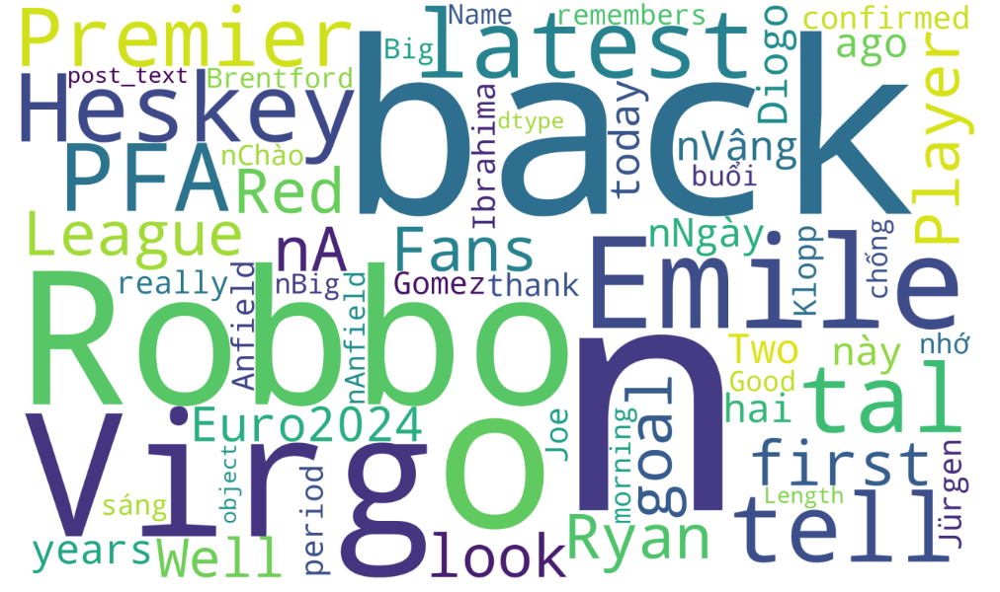 Premier
Name
remembers
confirmed
Big
latest
Diogo
ago
post_text
Brentford
Heskey
back
Player
dtype
PFA
nChào
Red
Ibrahima
today
nVâng
buổi
League
nA
Fans
Emile
nNgày
Klopp
chống
really
nBig
Gomez
thank
Anfield
nAnfield
Robbo
n
Two
này
nhớ
Good
hai
tal
Virg
o
Euro2024
Joe
goal
morning
first
object
period
sáng
Length
Jürgen
years
Well
look
Ryan
tell